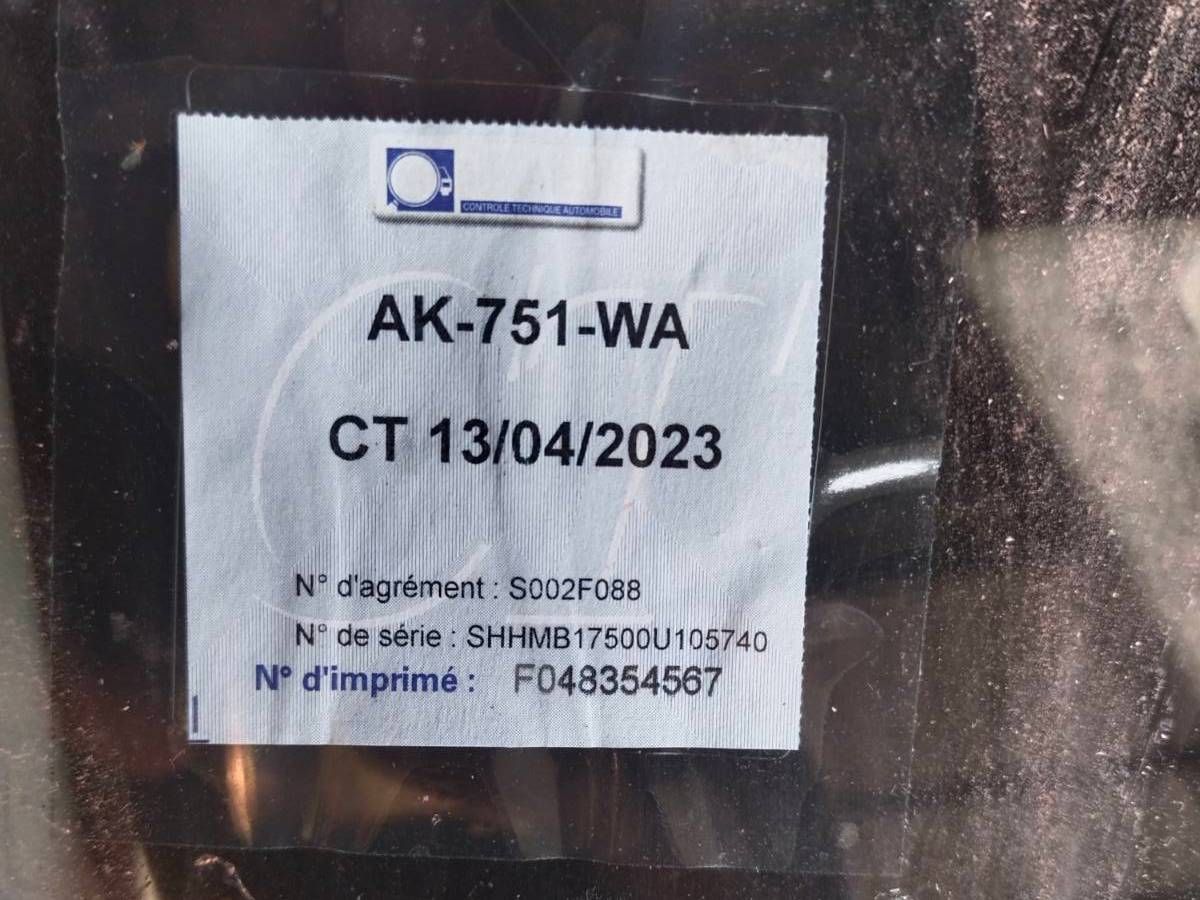 CONTROLE TECHNIQUE AUTOMOBILE
AK-751-WA
CT 13/04/2023
N° d'agrément : S002F088
N° de série : SHHMB17500U105740
N° d'imprimé : F048354567